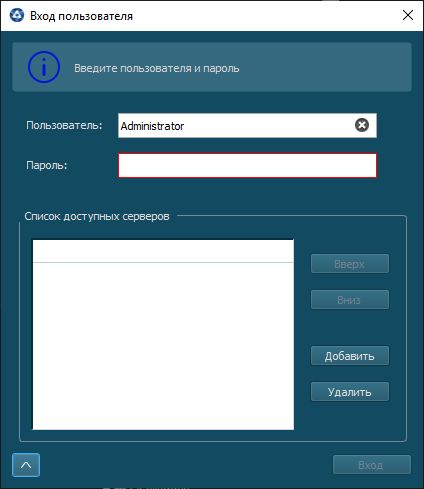 Вход пользователя
Введите пользователя и пароль
Пользователь: Administrator
Пароль:
Список доступных серверов
Вверх
Вниз
Добавить
Удалить
Вход